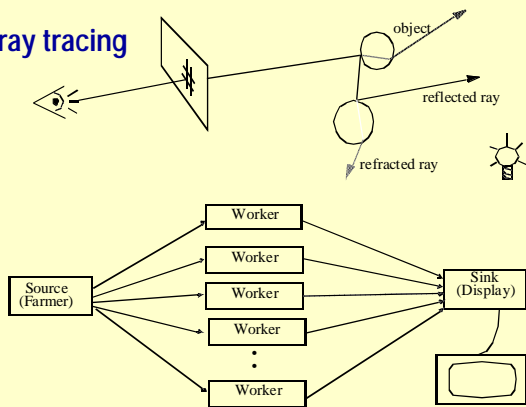 ray tracing
object
reflected ray
refracted ray
Worker
Worker
Source
(Farmer)
Worker
Sink
(Display)
Worker
Worker